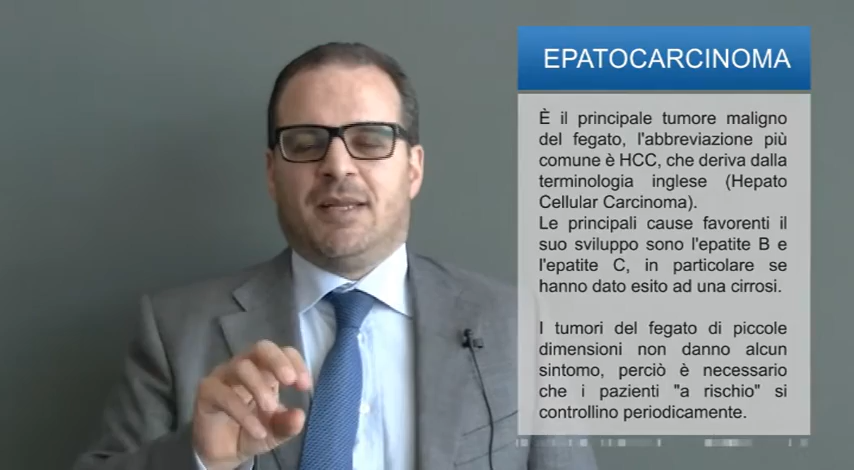 EPATOCARCINOMA
È il principale tumore maligno
del fegato, l'abbreviazione più
comune è HCC, che deriva dalla
terminologia inglese (Hepato
Cellular Carcinoma).
Le principali cause favorenti il
suo sviluppo sono l'epatite B e
l'epatite C, in particolare se
hanno dato esito ad una cirrosi.
I tumori del fegato di piccole
dimensioni non danno alcun
sintomo, perciò è necessario
che i pazienti "a rischio" si
controllino periodicamente.